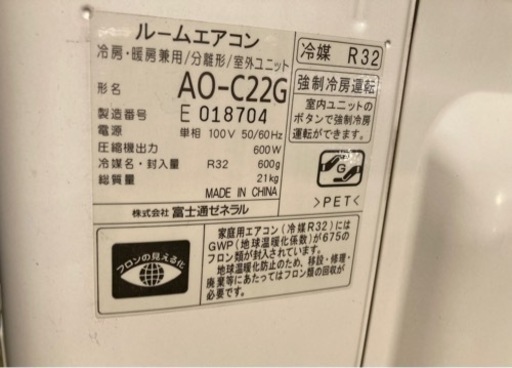 ルームエアコン
冷房・暖房兼用/分離形/室外ユニット
形名 AO-C22G
製造番号 E 018704
電源 単相 100V 50/60Hz
圧縮機出力 600W
冷媒名・封入量 R32 600g
総質量 21kg
MADE IN CHINA
株式会社 富士通ゼネラル
冷媒 R32
強制冷房運転
室内ユニットの
ボタンで強制冷房
運転ができます
G
>PET<
フロンの見える化
家庭用エアコン(冷媒R32)には
GWP(地球温暖化係数)が675の
フロン類が封入されています。
地球温暖化防止のため、移設・修理・
廃棄等にあたってはフロン類の回収が
必要です。